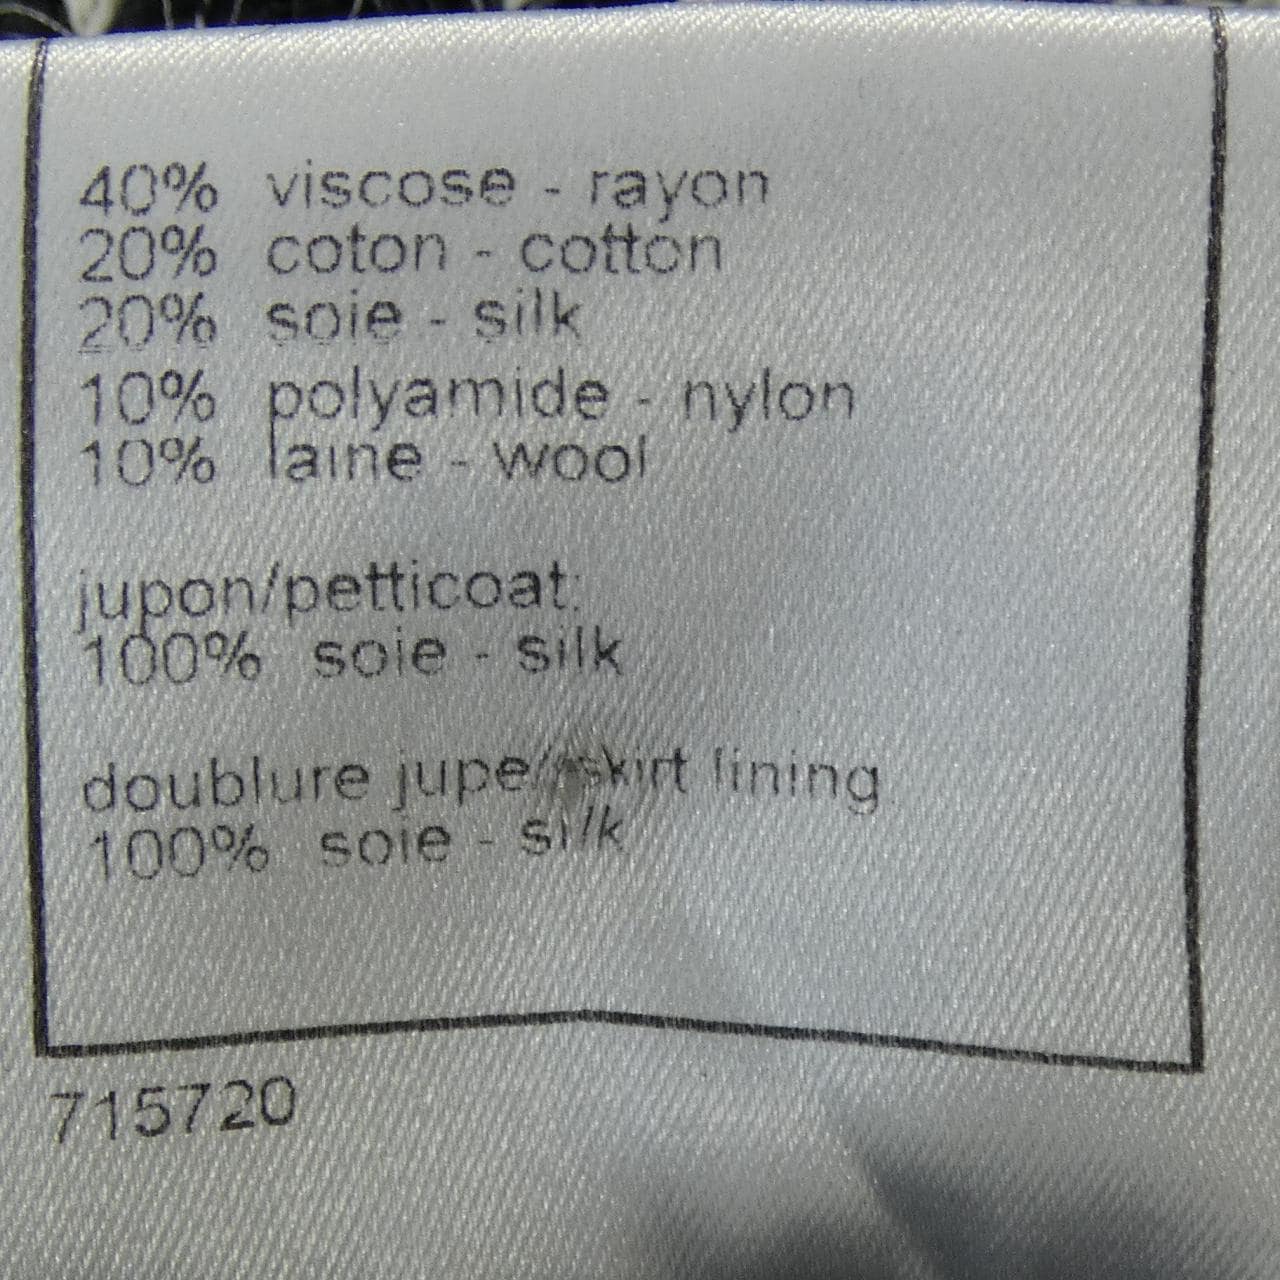 40% viscose - rayon
20% coton - cotton
20% soie - silk
10% polyamide - nylon
10% laine - wool
jupon/petticoat:
100% soie - silk
doublure jupe/skirt lining
100% soie - silk
715720